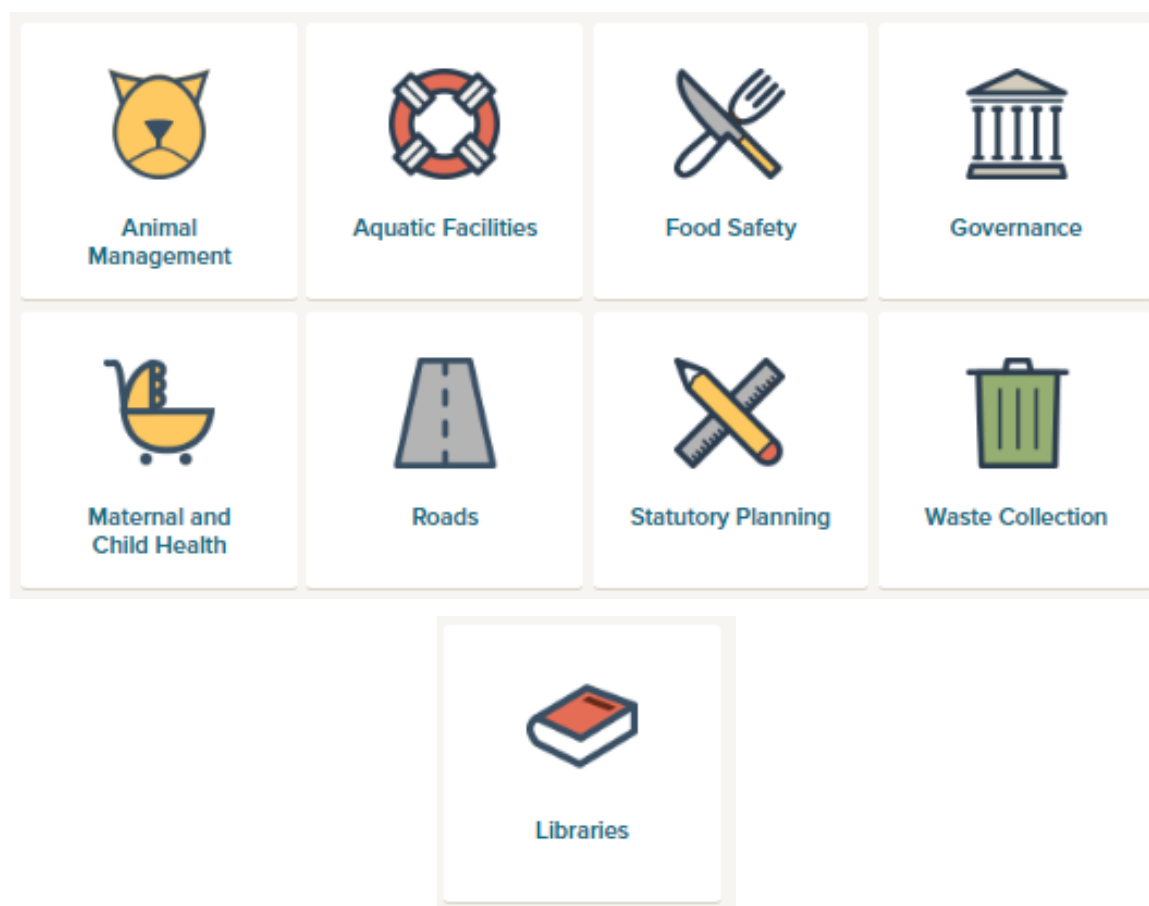 Animal
Management
Aquatic Facilities
Food Safety
Governance
Maternal and
Child Health
Roads
Statutory Planning
Waste Collection
Libraries